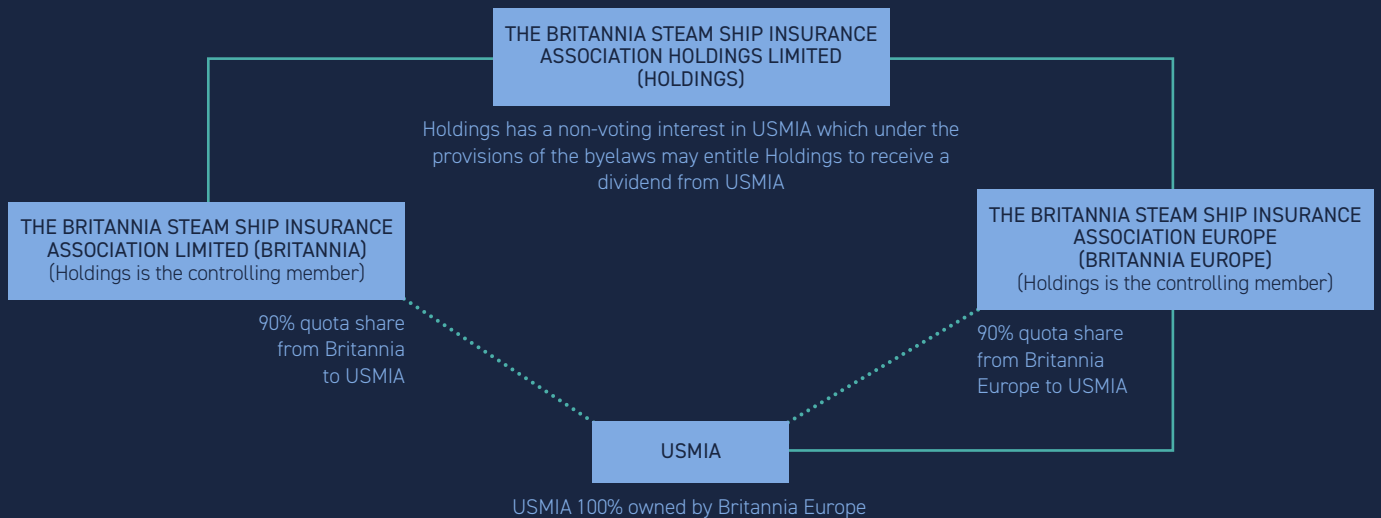 THE BRITANNIA STEAM SHIP INSURANCE
ASSOCIATION HOLDINGS LIMITED
(HOLDINGS)
Holdings has a non-voting interest in USMIA which under the
provisions of the byelaws may entitle Holdings to receive a
dividend from USMIA
THE BRITANNIA STEAM SHIP INSURANCE
ASSOCIATION LIMITED (BRITANNIA)
(Holdings is the controlling member)
THE BRITANNIA STEAM SHIP INSURANCE
ASSOCIATION EUROPE
(BRITANNIA EUROPE)
(Holdings is the controlling member)
90% quota share
from Britannia
to USMIA
90% quota share
from Britannia
Europe to USMIA
USMIA
USMIA 100% owned by Britannia Europe